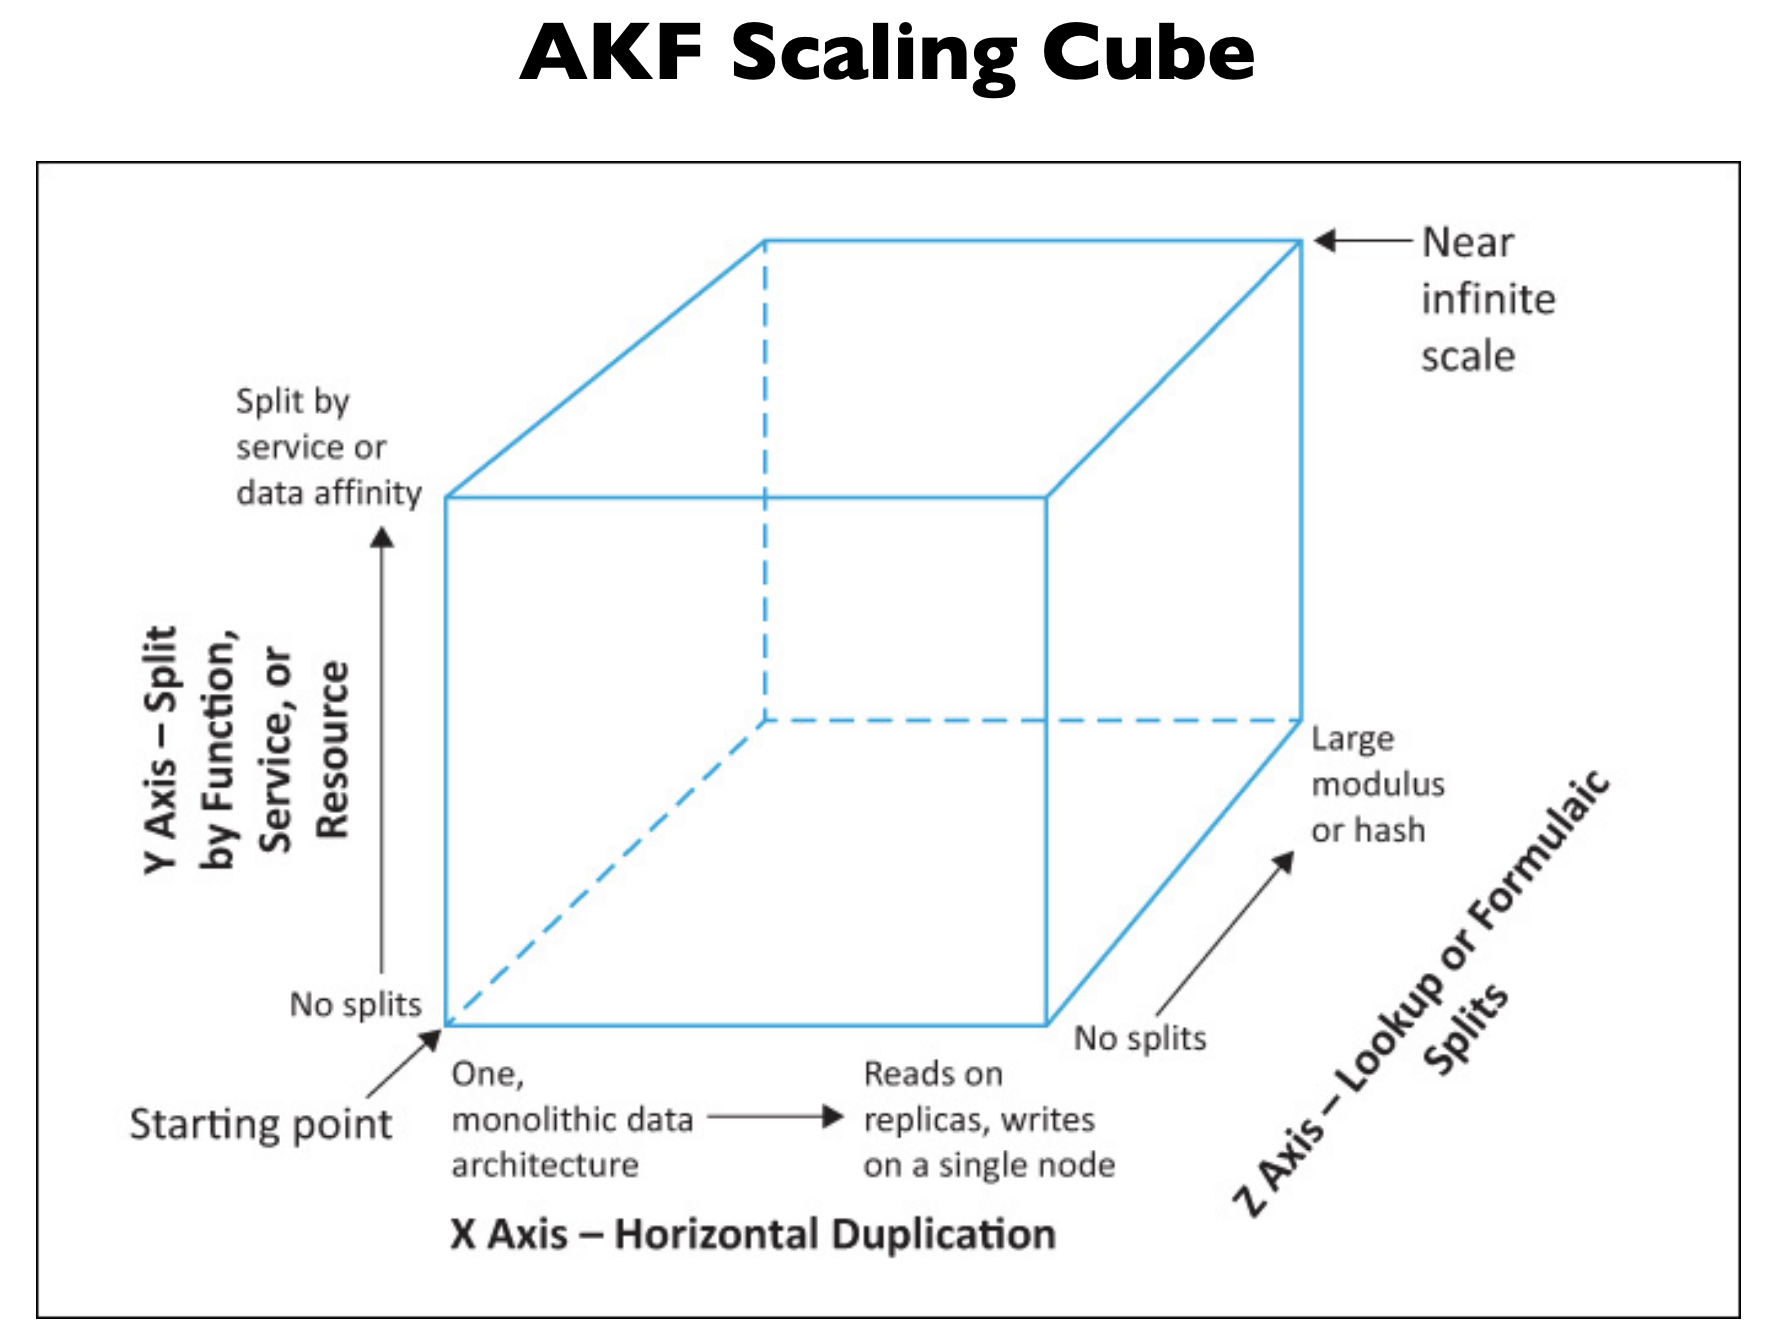 AKF Scaling Cube
Near
infinite
scale
Split by
service or
data affinity
Y Axis – Split
by Function,
Service, or
Resource
No splits
Starting point
One,
monolithic data
architecture
Reads on
replicas, writes
on a single node
X Axis – Horizontal Duplication
No splits
Large
modulus
or hash
Z Axis – Lookup or Formulaic
Splits